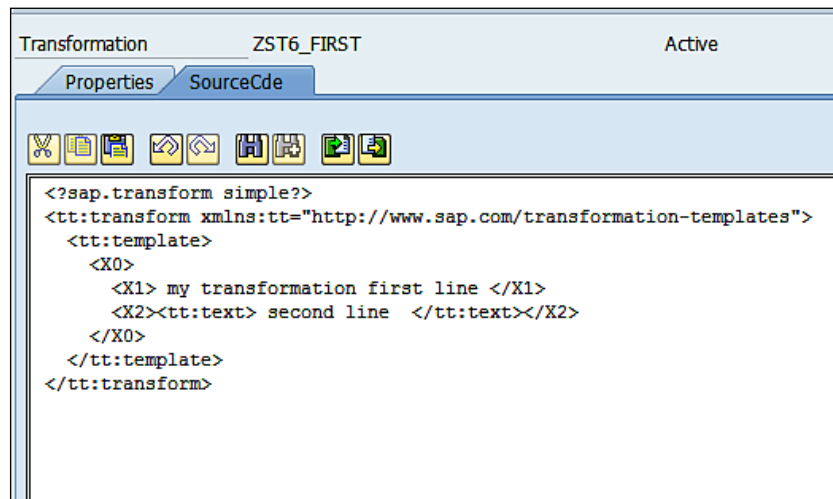 Transformation ZST6_FIRST Active
Properties SourceCde
<?sap.transform simple?>
<tt:transform xmlns:tt="http://www.sap.com/transformation-templates">
  <tt:template>
    <X0>
      <X1> my transformation first line </X1>
      <X2><tt:text> second line  </tt:text></X2>
    </X0>
  </tt:template>
</tt:transform>